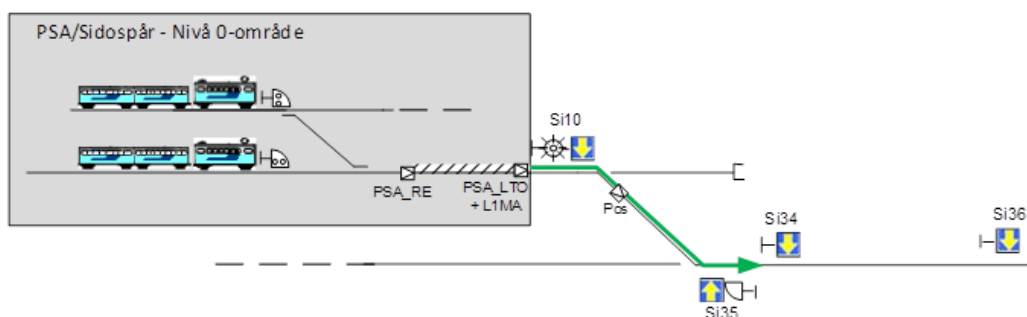 PSA/Sidospår - Nivå 0-område
Si10
PSA_RE
PSA_LTO
+ L1MA
Pos
Si34
Si36
Si35